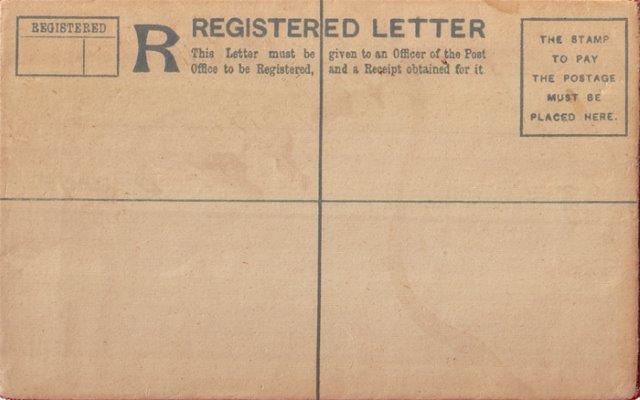 REGISTERED
R
REGISTERED LETTER
This Letter must be given to an Officer of the Post
Office to be Registered, and a Receipt obtained for it
THE STAMP
TO PAY
THE POSTAGE
MUST BE
PLACED HERE.